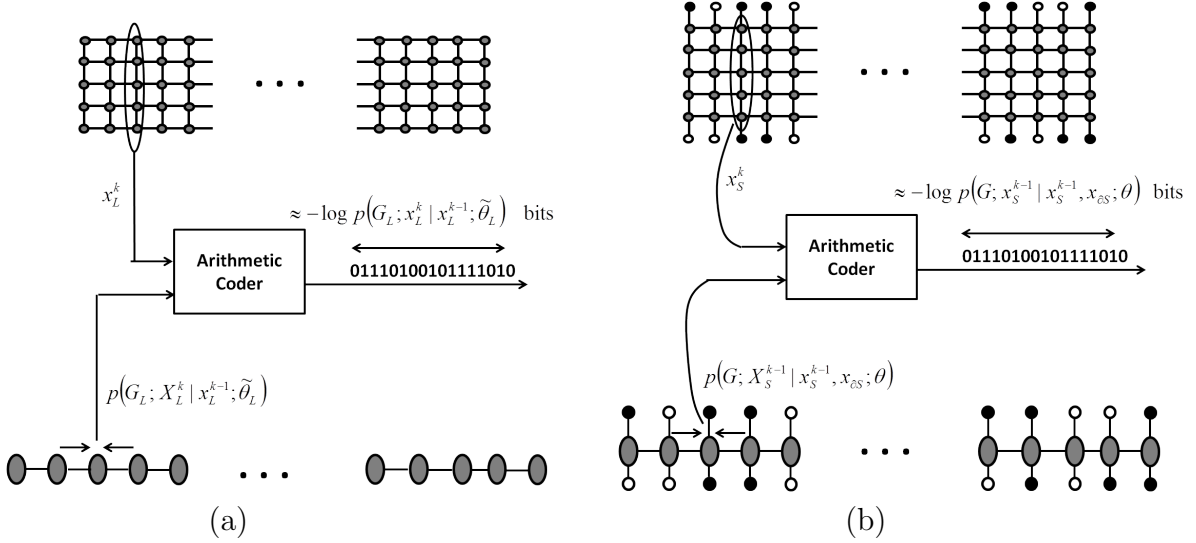 . . .
x_L^k
≈ −log p(G_L; x_L^k | x_L^{k-1}; θ̃_L) bits
Arithmetic
Coder
01110100101111010
p(G_L; X_L^k | x_L^{k-1}; θ̃_L)
. . .
(a)
. . .
x_S^k
≈ −log p(G; x_S^{k-1} | x_S^{k-1}, x_{∂S}; θ) bits
Arithmetic
Coder
01110100101111010
p(G; X_S^{k-1} | x_S^{k-1}, x_{∂S}; θ)
. . .
(b)